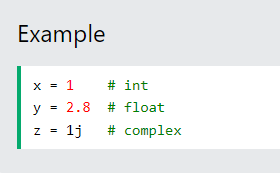 Example
x = 1    # int
y = 2.8  # float
z = 1j   # complex